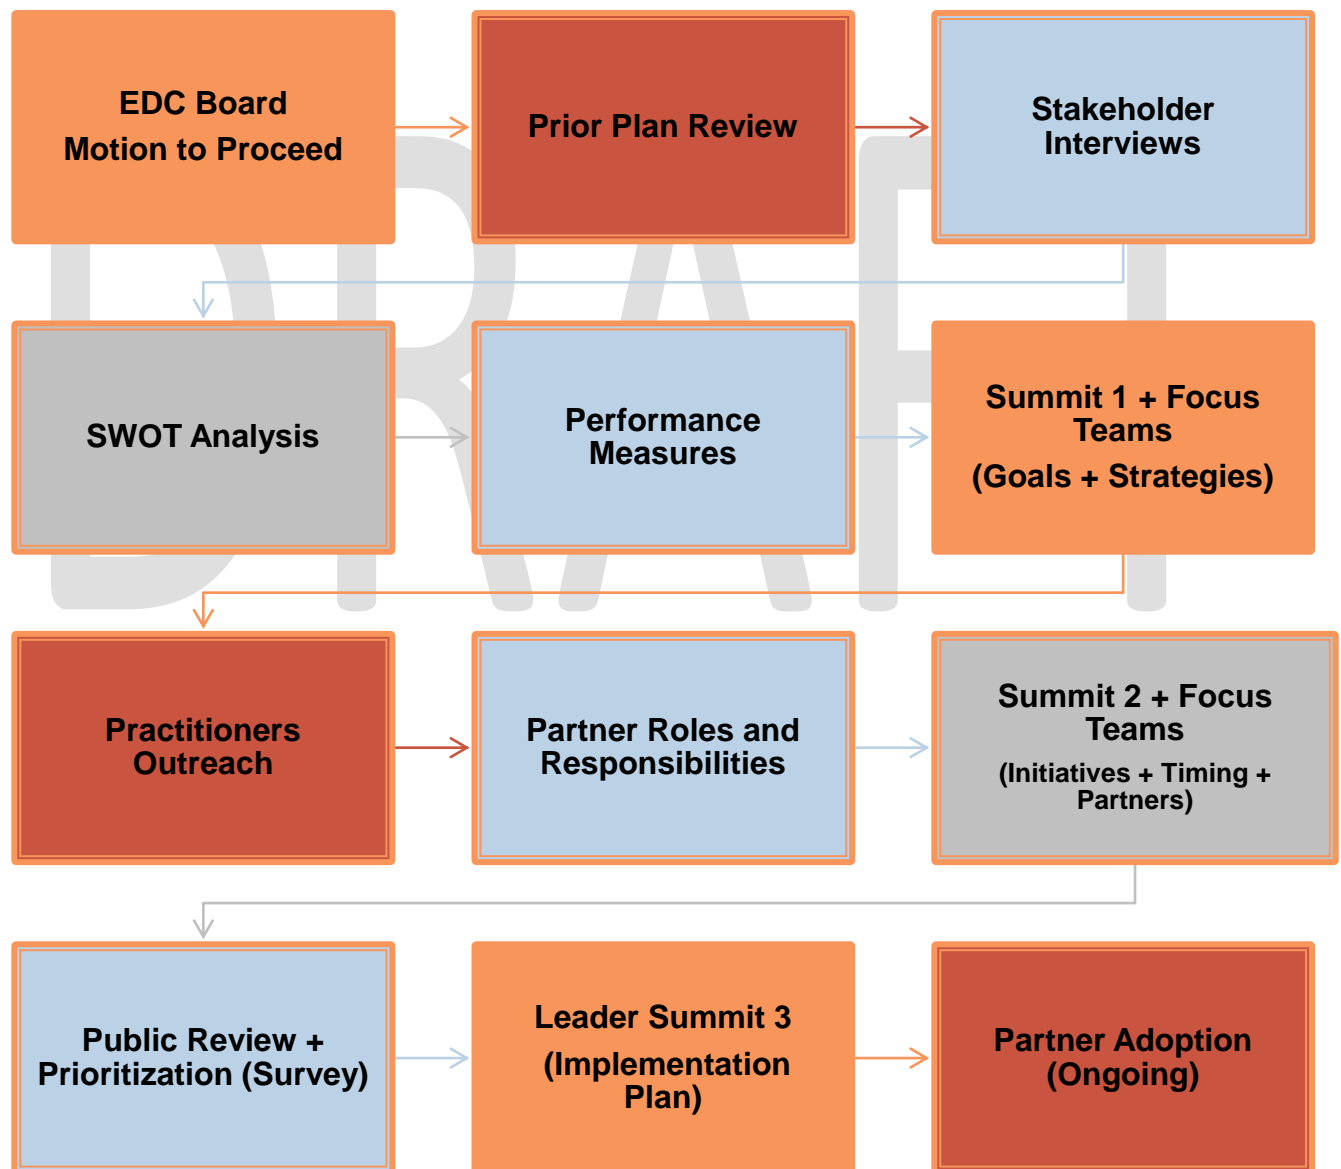 EDC Board
Motion to Proceed
Prior Plan Review
Stakeholder
Interviews
SWOT Analysis
Performance
Measures
Summit 1 + Focus
Teams
(Goals + Strategies)
Practitioners
Outreach
Partner Roles and
Responsibilities
Summit 2 + Focus
Teams
(Initiatives + Timing +
Partners)
Public Review +
Prioritization (Survey)
Leader Summit 3
(Implementation
Plan)
Partner Adoption
(Ongoing)
DRAFT